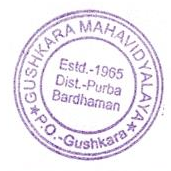 ★ GUSHKARA MAHAVIDYALAYA ★
Estd.-1965
Dist.-Purba
Bardhaman
P.O.-Gushkara